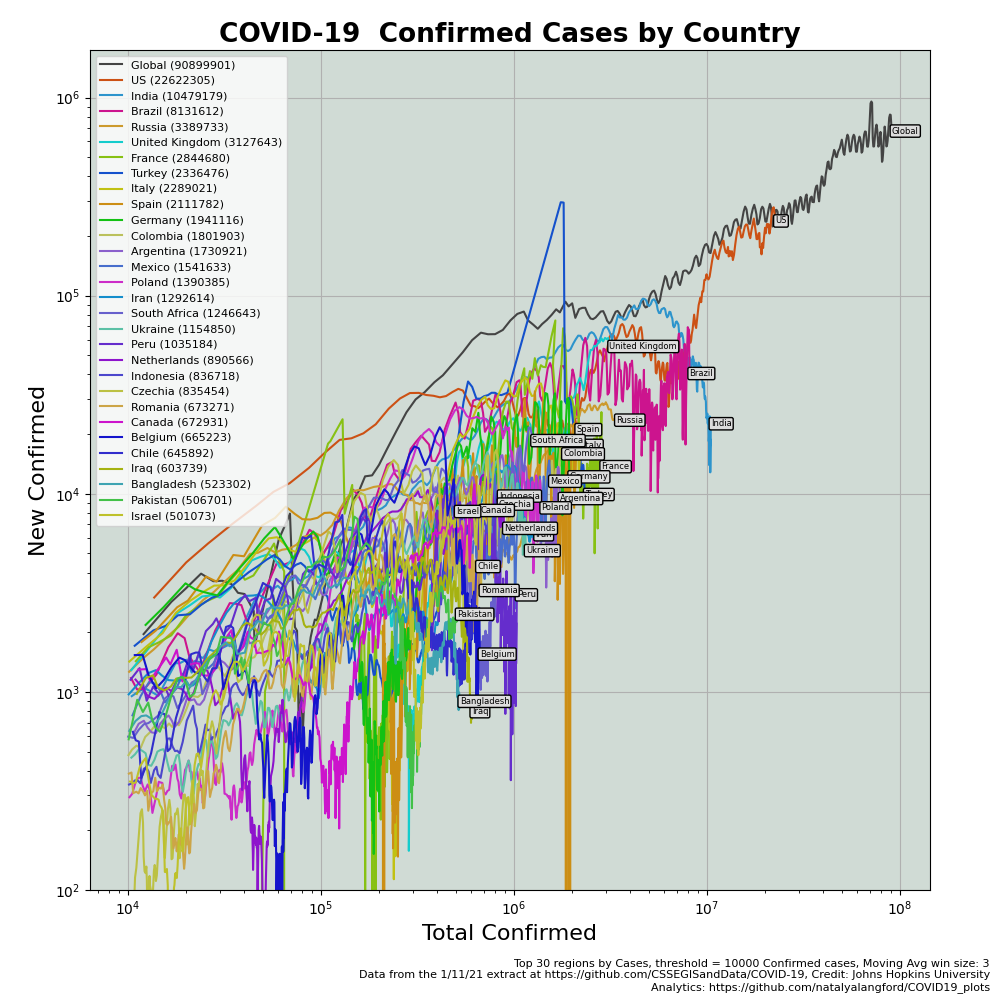 COVID-19  Confirmed Cases by Country
Global (90899901)
US (22622305)
India (10479179)
Brazil (8131612)
Russia (3389733)
United Kingdom (3127643)
France (2844680)
Turkey (2336476)
Italy (2289021)
Spain (2111782)
Germany (1941116)
Colombia (1801903)
Argentina (1730921)
Mexico (1541633)
Poland (1390385)
Iran (1292614)
South Africa (1246643)
Ukraine (1154850)
Peru (1035184)
Netherlands (890566)
Indonesia (836718)
Czechia (835454)
Romania (673271)
Canada (672931)
Belgium (665223)
Chile (645892)
Iraq (603739)
Bangladesh (523302)
Pakistan (506701)
Israel (501073)
10⁶
10⁵
10⁴
10³
10²
New Confirmed
Global
US
United Kingdom
Brazil
India
Russia
Spain
South Africa
Colombia
France
Mexico
Argentina
Indonesia
Poland
Israel
Canada
Netherlands
Ukraine
Chile
Romania
Peru
Pakistan
Belgium
Bangladesh
Iraq
10⁴
10⁵
10⁶
10⁷
10⁸
Total Confirmed
Top 30 regions by Cases, threshold = 10000 Confirmed cases, Moving Avg win size: 3
Data from the 1/11/21 extract at https://github.com/CSSEGISandData/COVID-19, Credit: Johns Hopkins University
Analytics: https://github.com/natalyalangford/COVID19_plots